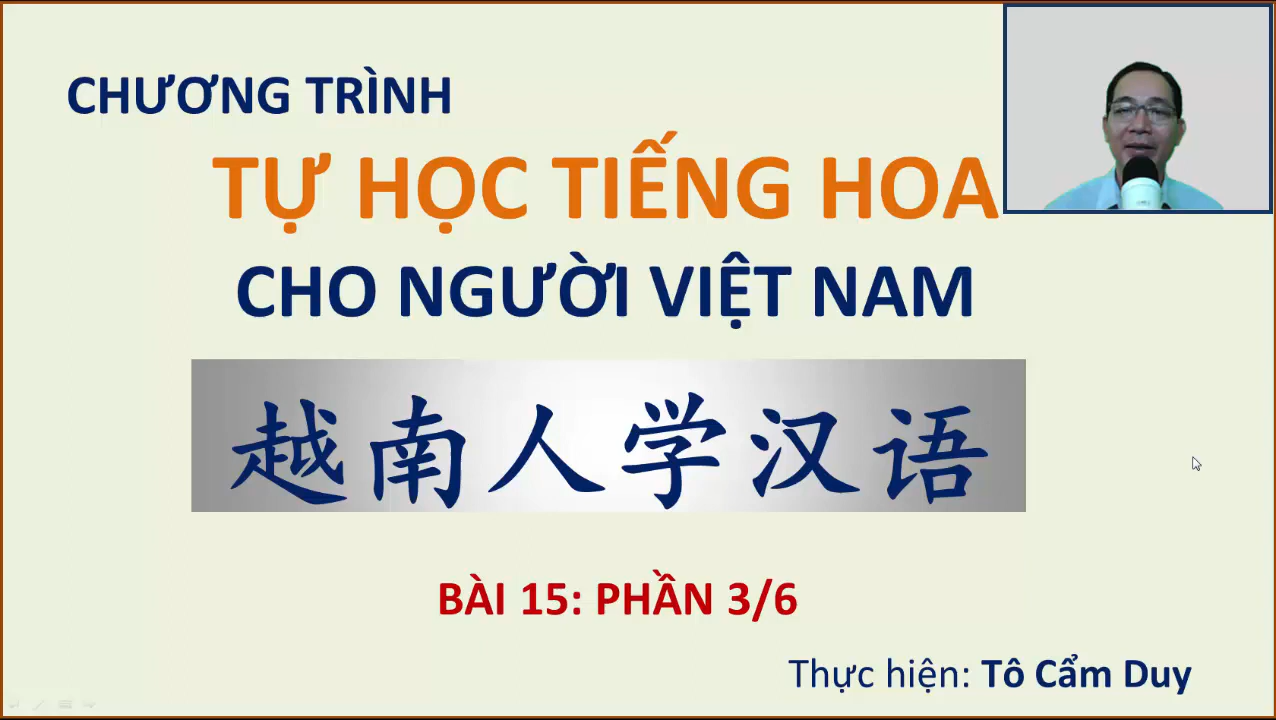 CHƯƠNG TRÌNH
TỰ HỌC TIẾNG HOA
CHO NGƯỜI VIỆT NAM
越南人学汉语
BÀI 15: PHẦN 3/6
Thực hiện: Tô Cẩm Duy